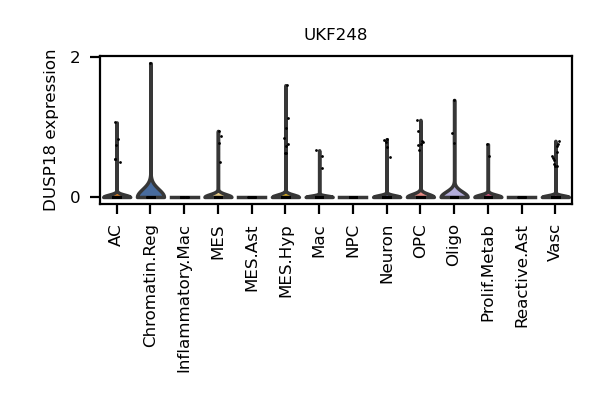 UKF248
DUSP18 expression
2
0
AC
Chromatin.Reg
Inflammatory.Mac
MES
MES.Ast
MES.Hyp
Mac
NPC
Neuron
OPC
Oligo
Prolif.Metab
Reactive.Ast
Vasc